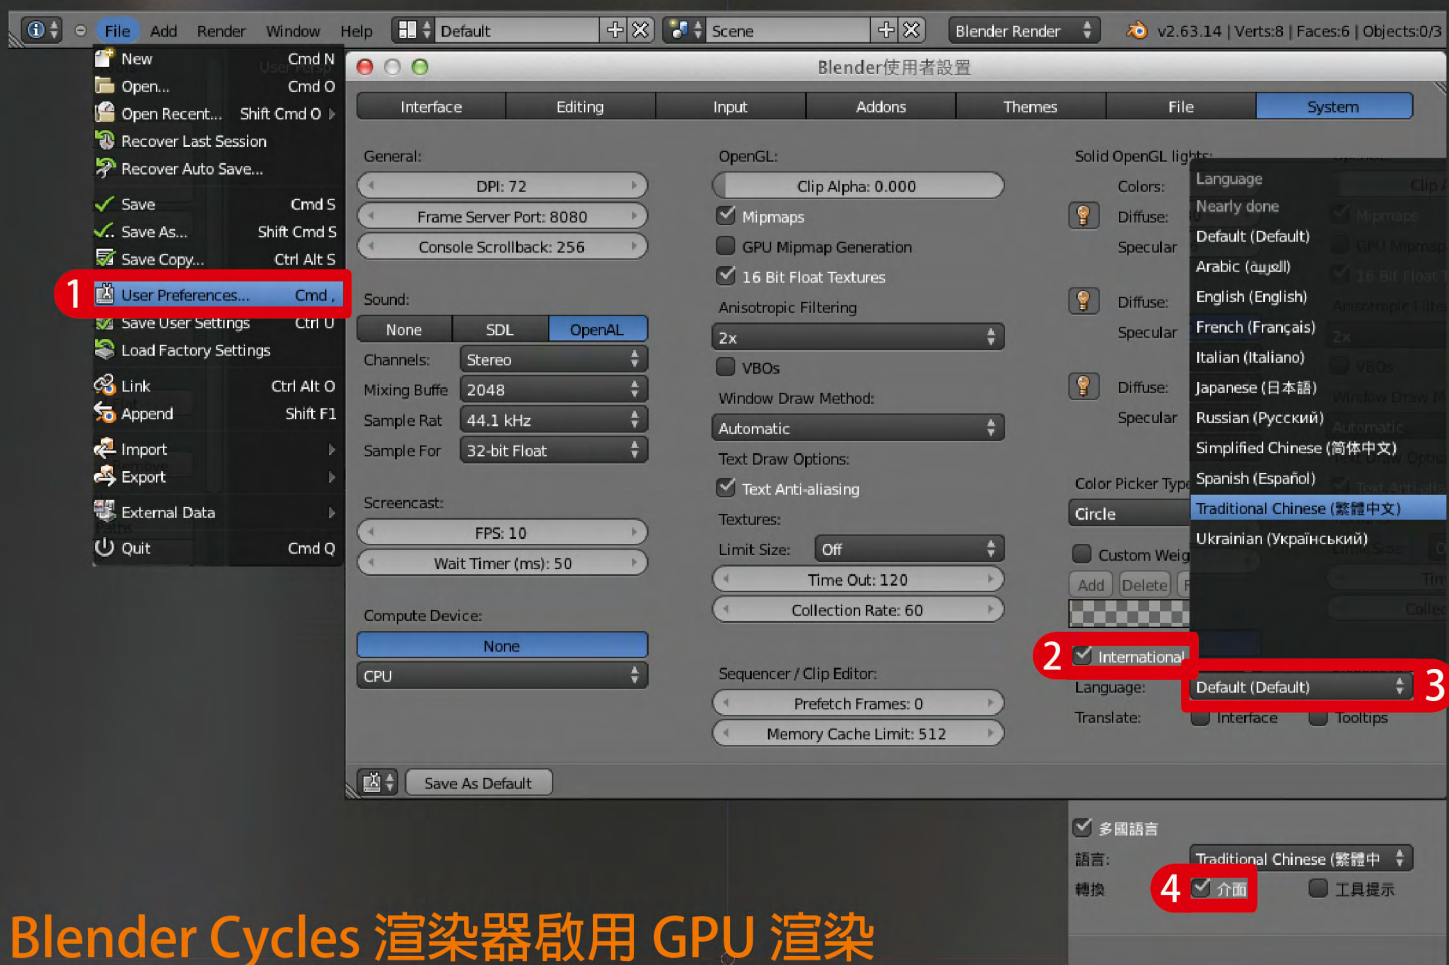 File Add Render Window Help Default Scene Blender Render v2.63.14 | Verts:8 | Faces:6 | Objects:0/3
New Cmd N
Open... Cmd O
Open Recent... Shift Cmd O
Recover Last Session
Recover Auto Save...
Save Cmd S
Save As... Shift Cmd S
Save Copy... Ctrl Alt S
1 User Preferences... Cmd ,
Save User Settings Ctrl U
Load Factory Settings
Link Ctrl Alt O
Append Shift F1
Import
Export
External Data
Quit Cmd Q
Blender使用者設置
Interface Editing Input Addons Themes File System
General:
DPI: 72
Frame Server Port: 8080
Console Scrollback: 256
Sound:
None SDL OpenAL
Channels: Stereo
Mixing Buffe 2048
Sample Rat 44.1 kHz
Sample For 32-bit Float
Screencast:
FPS: 10
Wait Timer (ms): 50
Compute Device:
None
CPU
OpenGL:
Clip Alpha: 0.000
Mipmaps
GPU Mipmap Generation
16 Bit Float Textures
Anisotropic Filtering
2x
VBOs
Window Draw Method:
Automatic
Text Draw Options:
Text Anti-aliasing
Textures:
Limit Size: Off
Time Out: 120
Collection Rate: 60
Sequencer / Clip Editor:
Prefetch Frames: 0
Memory Cache Limit: 512
Solid OpenGL lights:
Colors:
Diffuse:
Specular
Diffuse:
Specular
Diffuse:
Specular
Color Picker Type
Circle
Custom Weig
Add Delete
2 International
Language: Default (Default) 3
Translate: Interface Tooltips
Language
Nearly done
Default (Default)
Arabic (العربية)
English (English)
French (Français)
Italian (Italiano)
Japanese (日本語)
Russian (Русский)
Simplified Chinese (简体中文)
Spanish (Español)
Traditional Chinese (繁體中文)
Ukrainian (Український)
Save As Default
多國語言
語言: Traditional Chinese (繁體中
轉換 4 介面 工具提示
Blender Cycles 渲染器啟用 GPU 渲染